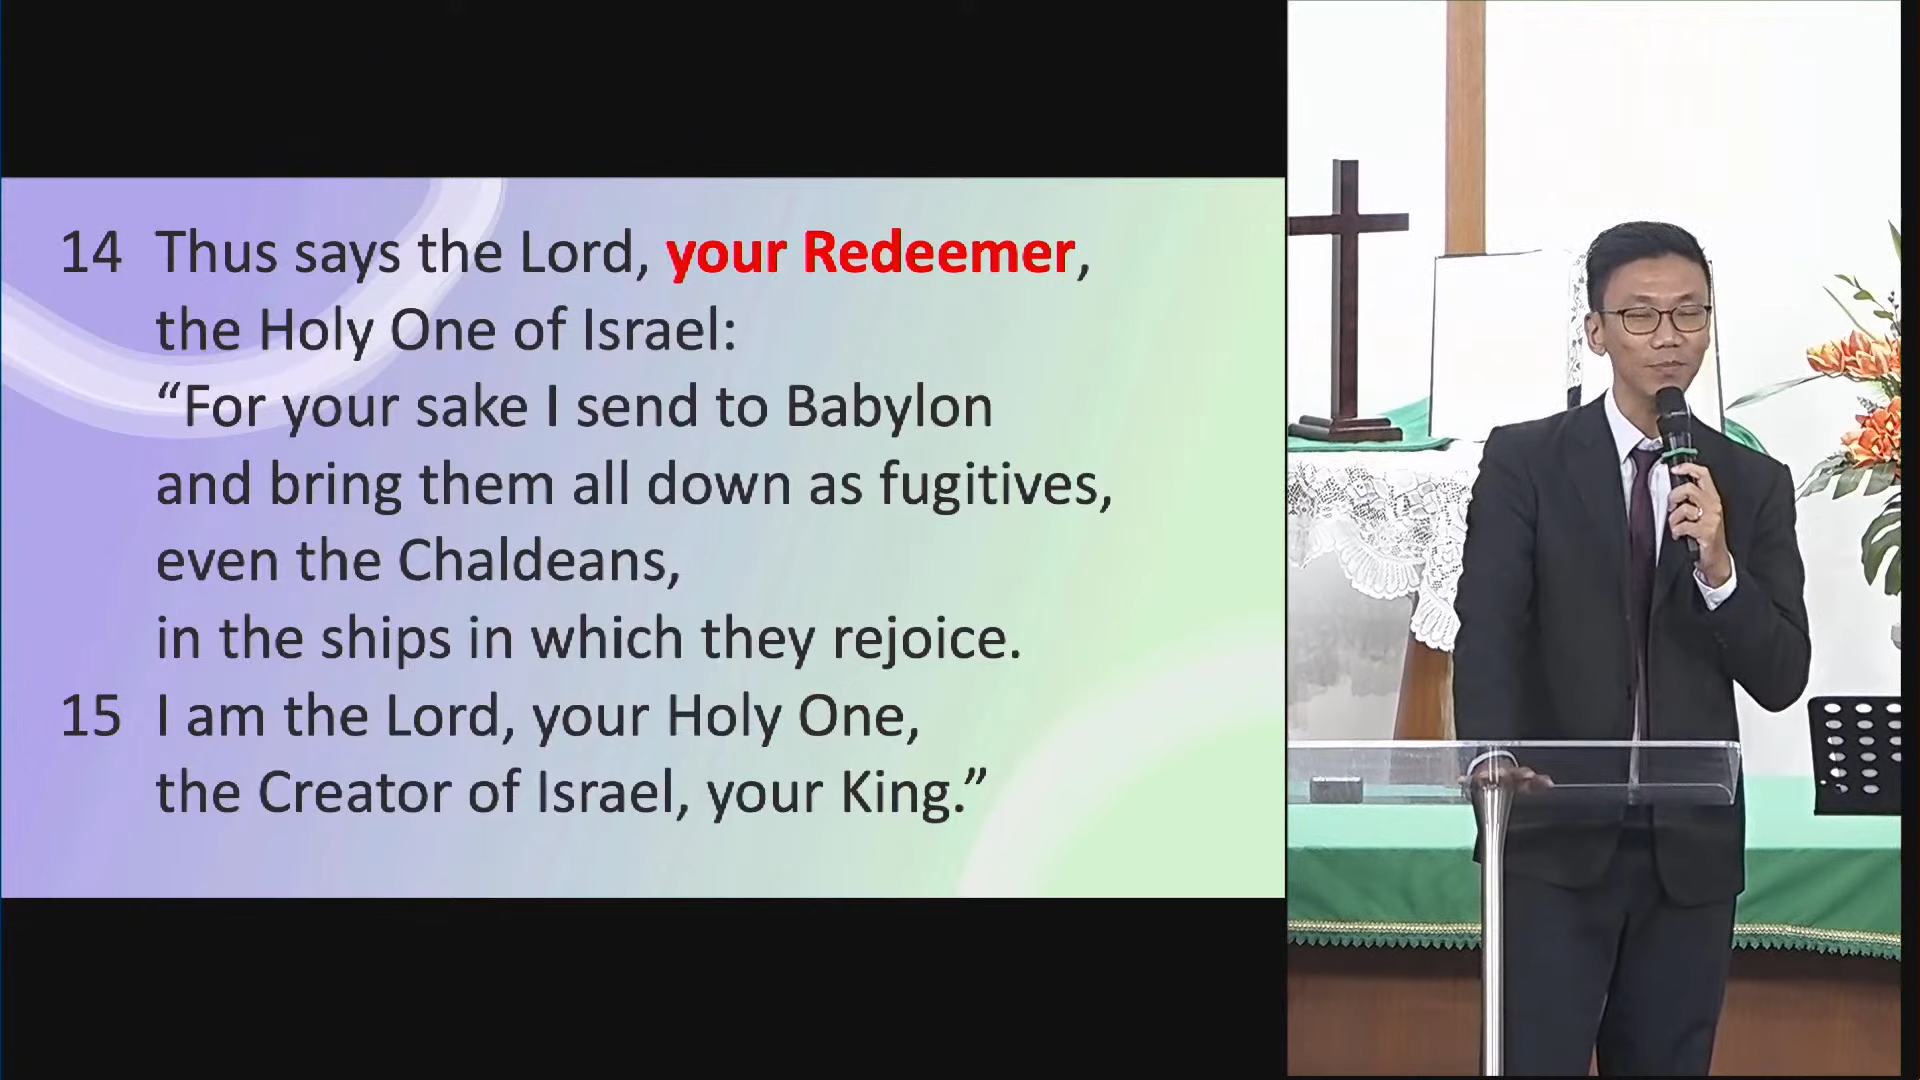 14 Thus says the Lord, your Redeemer,
the Holy One of Israel:
“For your sake I send to Babylon
and bring them all down as fugitives,
even the Chaldeans,
in the ships in which they rejoice.
15 I am the Lord, your Holy One,
the Creator of Israel, your King.”